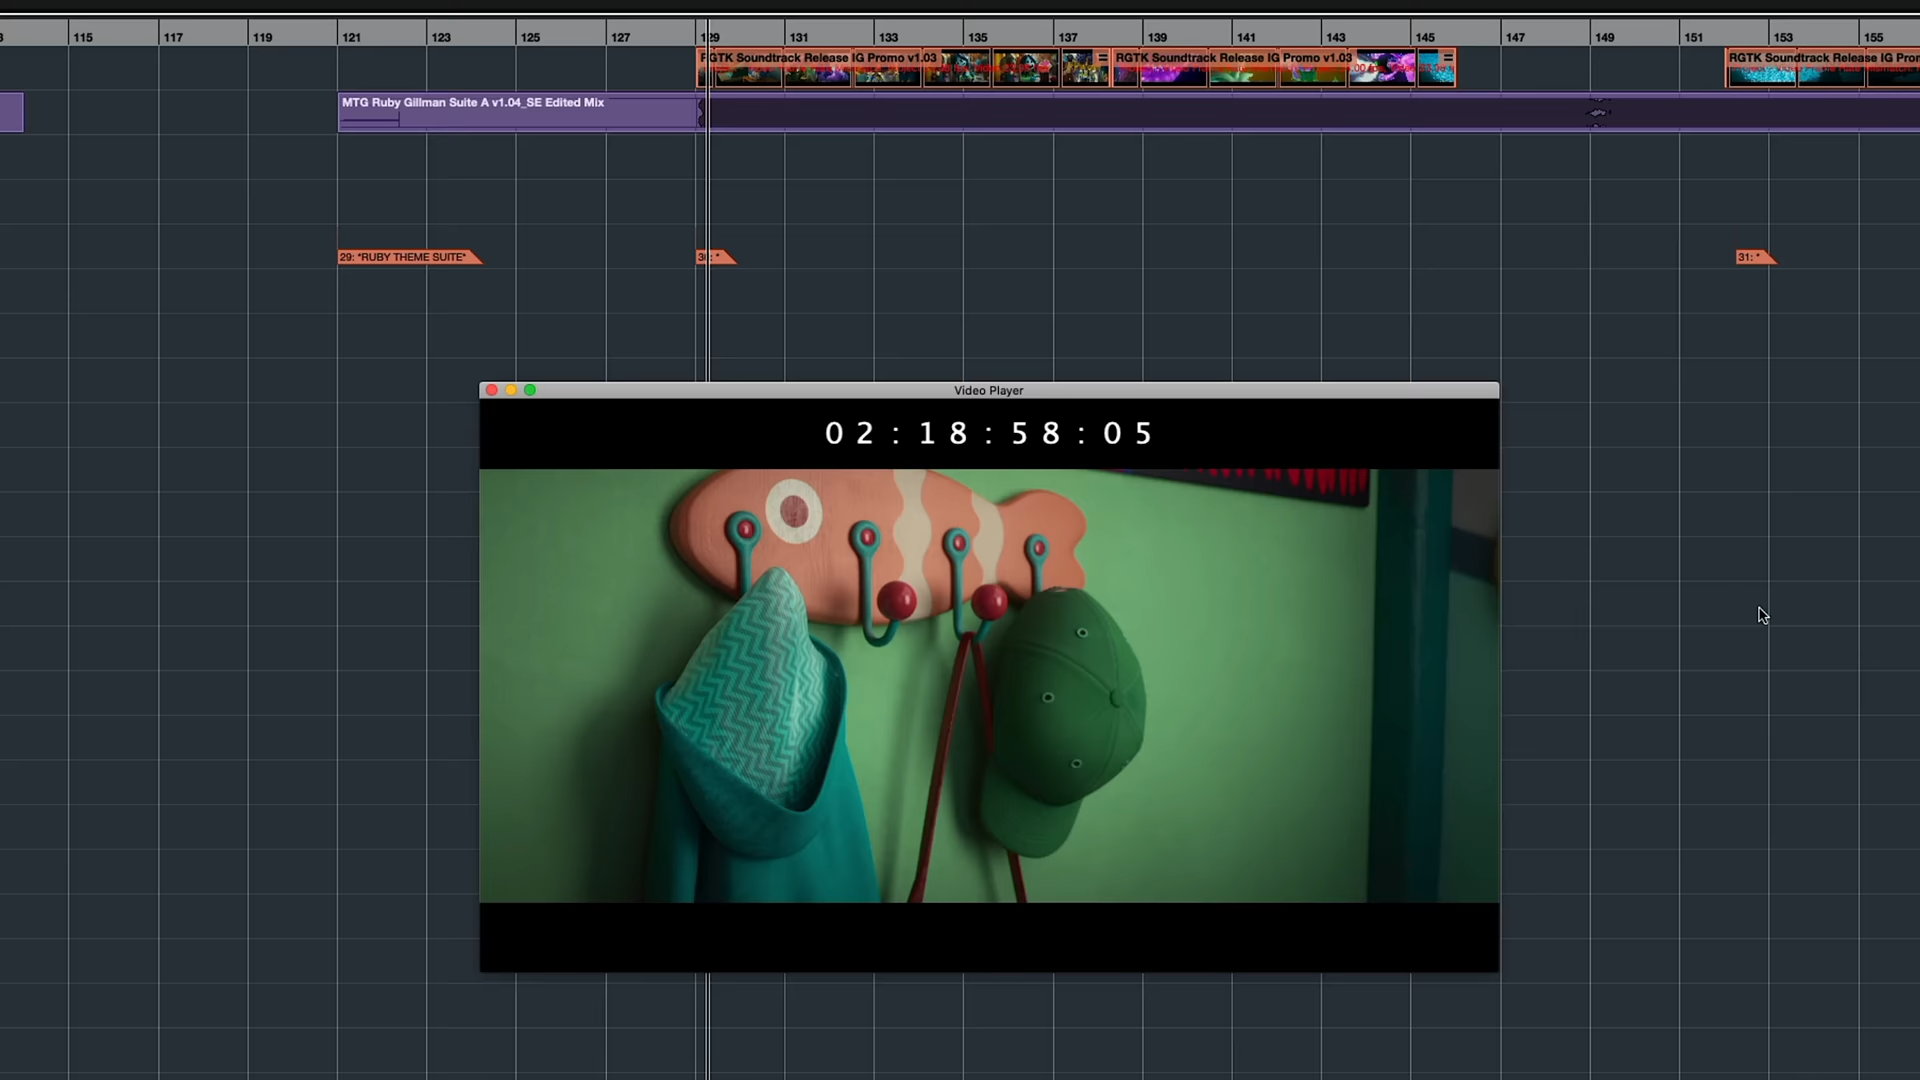 115 117 119 121 123 125 127 129 131 133 135 137 139 141 143 145 147 149 151 153 155
RGTK Soundtrack Release IG Promo v1.03
RGTK Soundtrack Release IG Promo v1.03
RGTK Soundtrack Release IG Pro
MTG Ruby Gillman Suite A v1.04_SE Edited Mix
29: *RUBY THEME SUITE*
30: *
31: *
Video Player
02:18:58:05